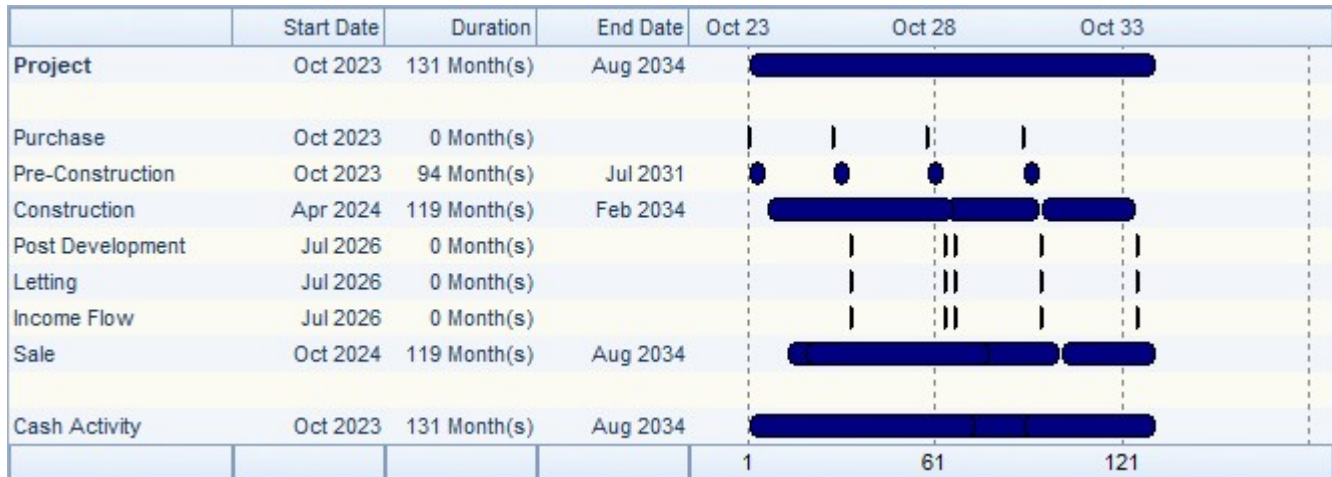 Start Date Duration End Date Oct 23 Oct 28 Oct 33
Project Oct 2023 131 Month(s) Aug 2034
Purchase Oct 2023 0 Month(s)
Pre-Construction Oct 2023 94 Month(s) Jul 2031
Construction Apr 2024 119 Month(s) Feb 2034
Post Development Jul 2026 0 Month(s)
Letting Jul 2026 0 Month(s)
Income Flow Jul 2026 0 Month(s)
Sale Oct 2024 119 Month(s) Aug 2034
Cash Activity Oct 2023 131 Month(s) Aug 2034
1 61 121